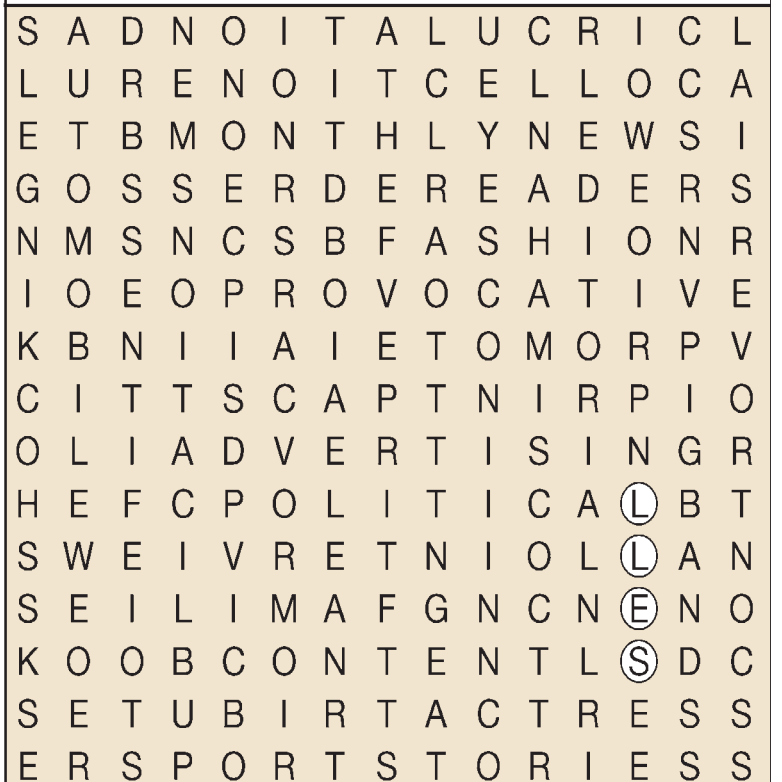 S A D N O I T A L U C R I C L
L U R E N O I T C E L L O C A
E T B M O N T H L Y N E W S I
G O S S E R D E R E A D E R S
N M S N C S B F A S H I O N R
I O E O P R O V O C A T I V E
K B N I I A I E T O M O R P V
C I T T S C A P T N I R P I O
O L I A D V E R T I S I N G R
H E F C P O L I T I C A L B T
S W E I V R E T N I O L L A N
S E I L I M A F G N C N E N O
K O O B C O N T E N T L S D C
S E T U B I R T A C T R E S S
E R S P O R T S T O R I E S S